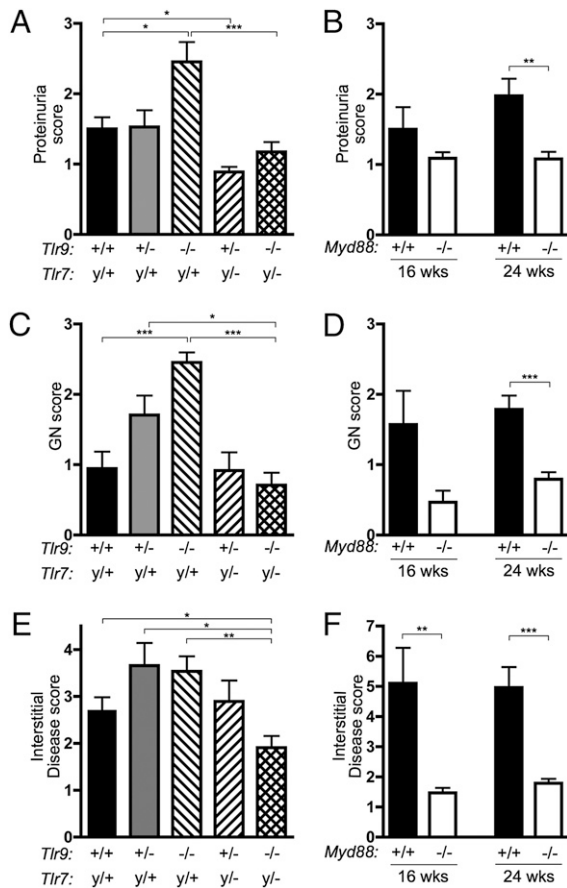 A
* 
* ***
3
2
1
0
Proteinuria
score
Tlr9: +/+ +/- -/- +/- -/-
Tlr7: y/+ y/+ y/+ y/- y/-
B
**
3
2
1
0
Proteinuria
score
Myd88: +/+ -/- +/+ -/-
16 wks 24 wks
C
*
*** ***
3
2
1
0
GN score
Tlr9: +/+ +/- -/- +/- -/-
Tlr7: y/+ y/+ y/+ y/- y/-
D
***
3
2
1
0
GN score
Myd88: +/+ -/- +/+ -/-
16 wks 24 wks
E
*
*
**
4
3
2
1
0
Interstitial
Disease score
Tlr9: +/+ +/- -/- +/- -/-
Tlr7: y/+ y/+ y/+ y/- y/-
F
** ***
7
6
5
4
3
2
1
0
Interstitial
Disease score
Myd88: +/+ -/- +/+ -/-
16 wks 24 wks